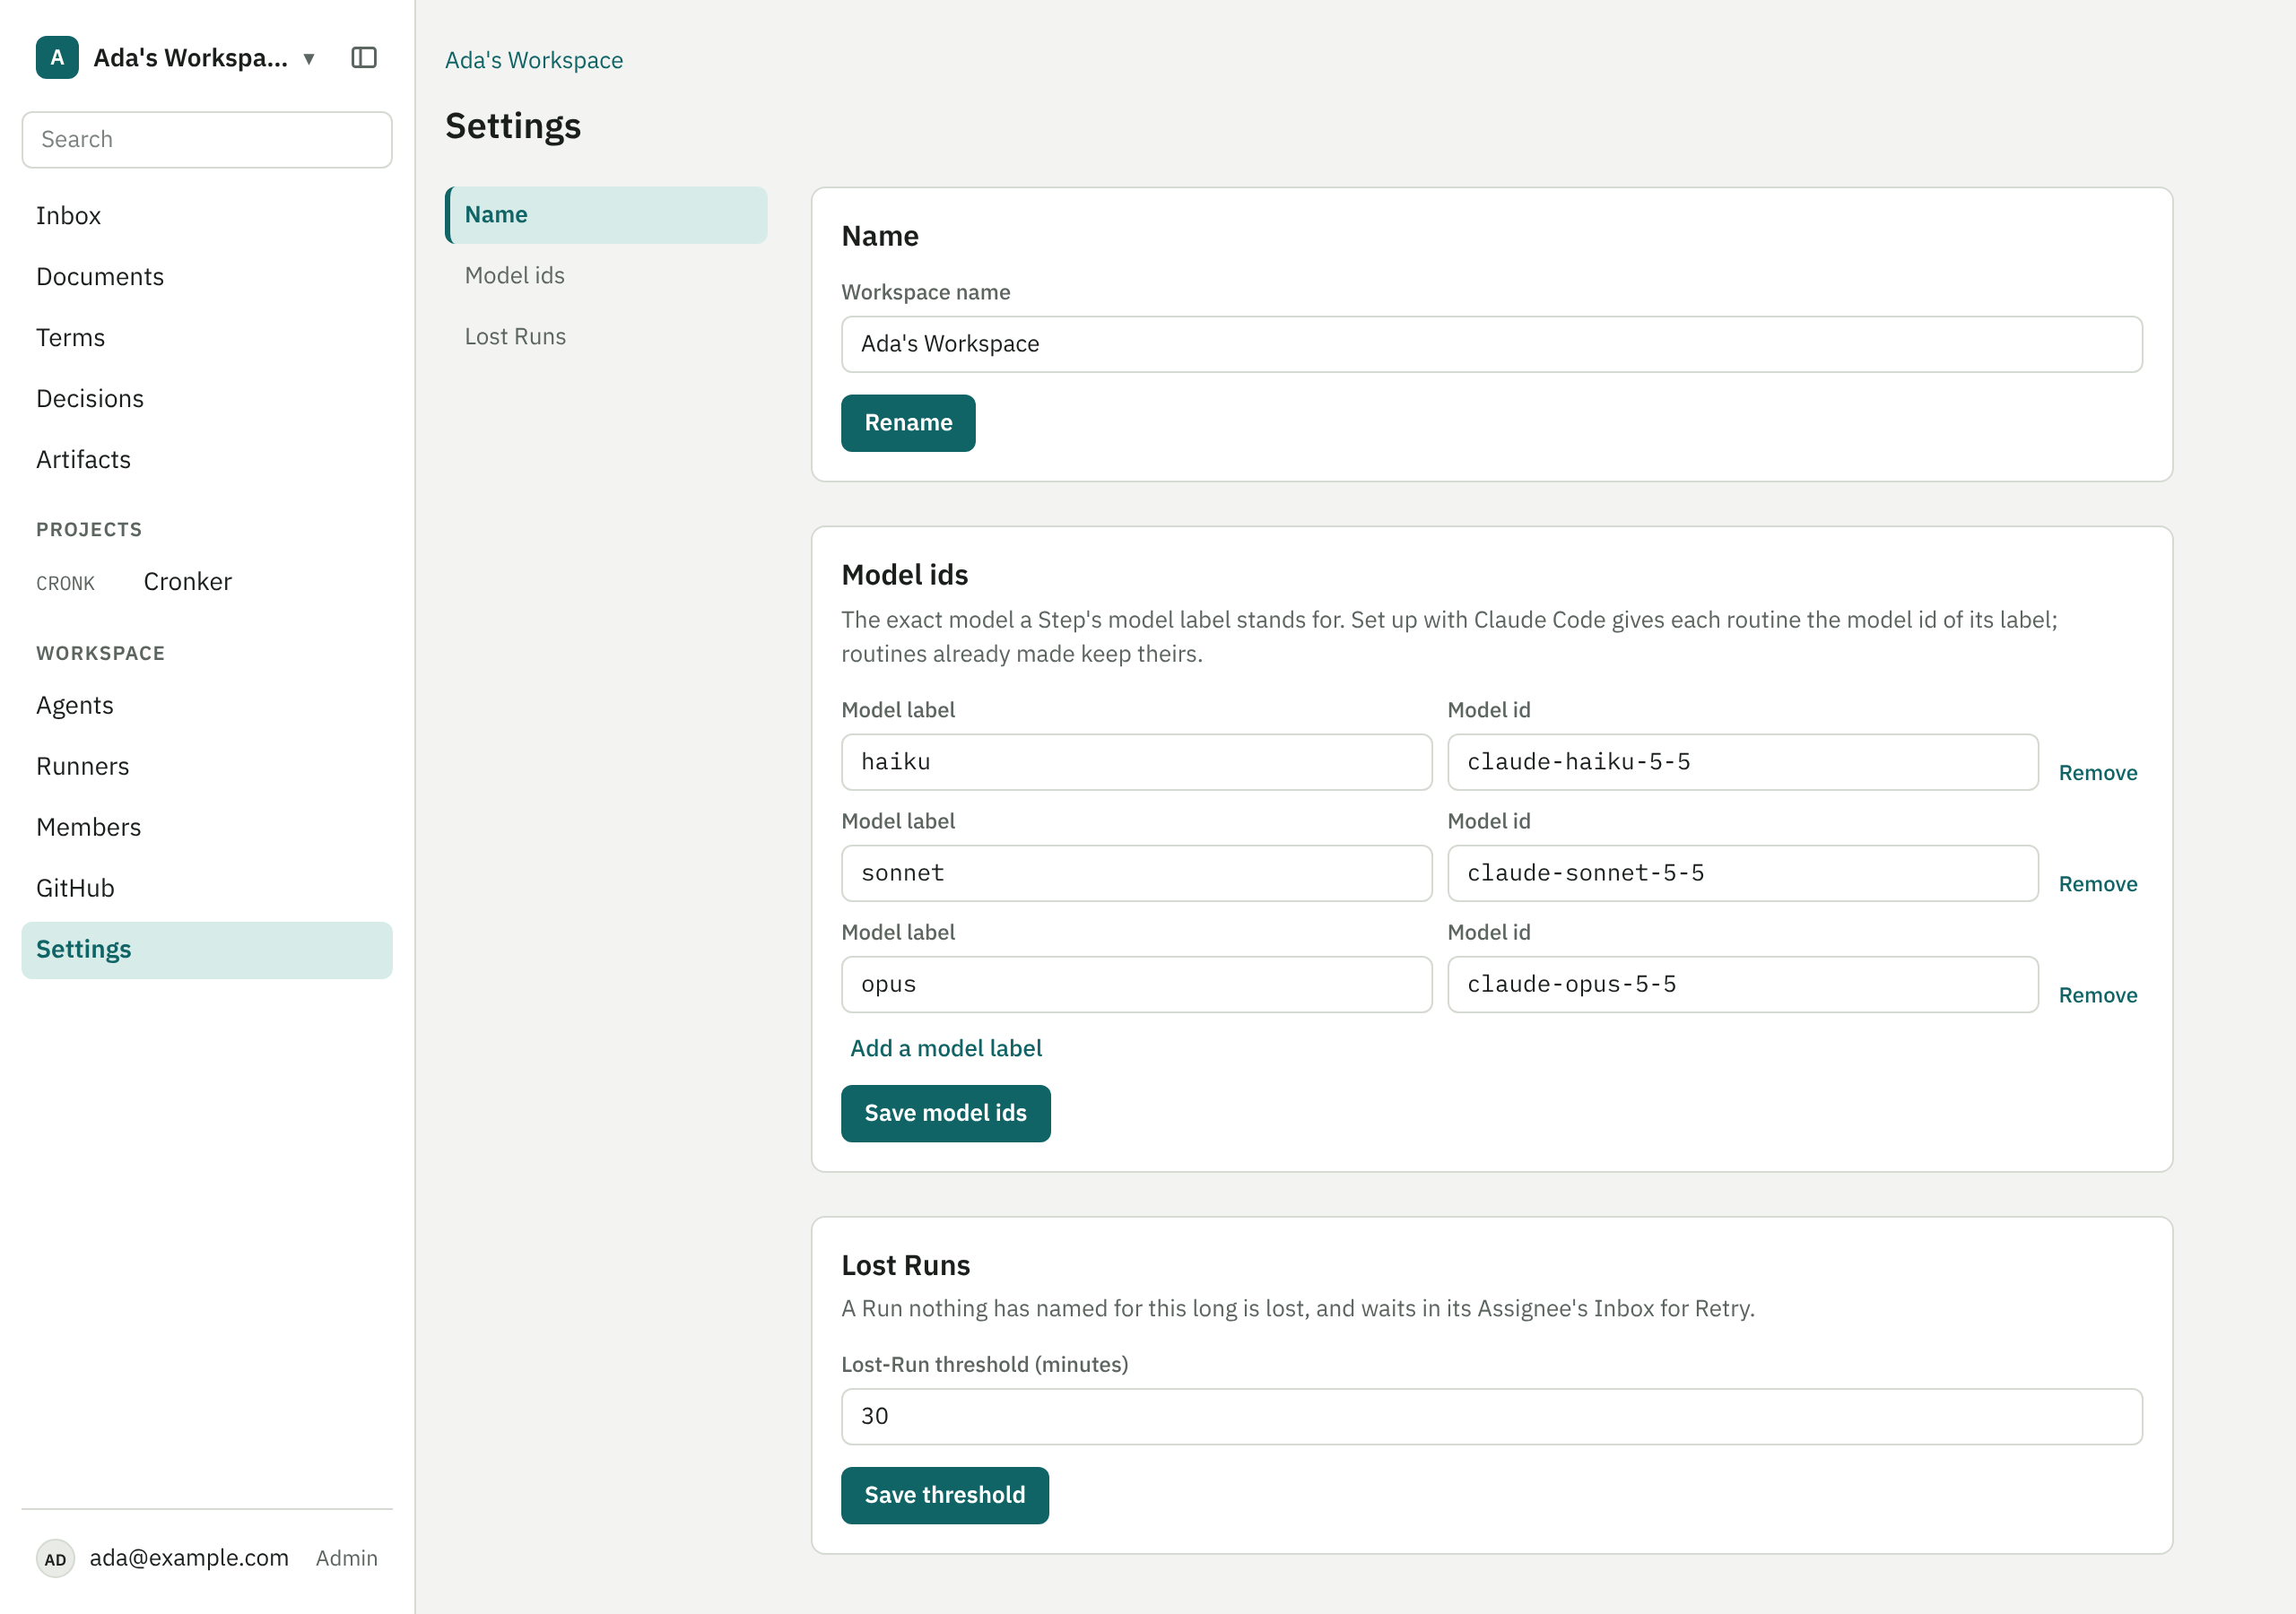 A Ada's Workspa... ▾
Search
Inbox
Documents
Terms
Decisions
Artifacts
PROJECTS
CRONK Cronker
WORKSPACE
Agents
Runners
Members
GitHub
Settings
AD ada@example.com Admin
Ada's Workspace
Settings
Name
Model ids
Lost Runs
Name
Workspace name
Ada's Workspace
Rename
Model ids
The exact model a Step's model label stands for. Set up with Claude Code gives each routine the model id of its label;
routines already made keep theirs.
Model label Model id
haiku claude-haiku-5-5 Remove
Model label Model id
sonnet claude-sonnet-5-5 Remove
Model label Model id
opus claude-opus-5-5 Remove
Add a model label
Save model ids
Lost Runs
A Run nothing has named for this long is lost, and waits in its Assignee's Inbox for Retry.
Lost-Run threshold (minutes)
30
Save threshold